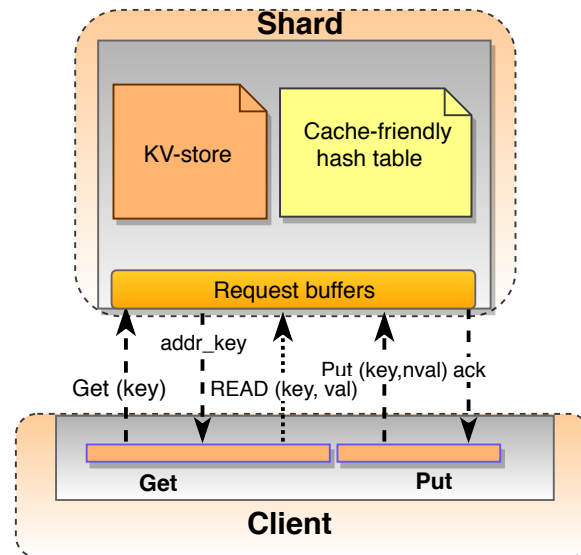 Shard
KV-store
Cache-friendly
hash table
Request buffers
addr_key
Get (key)
READ (key, val)
Put (key,nval)
ack
Get
Put
Client